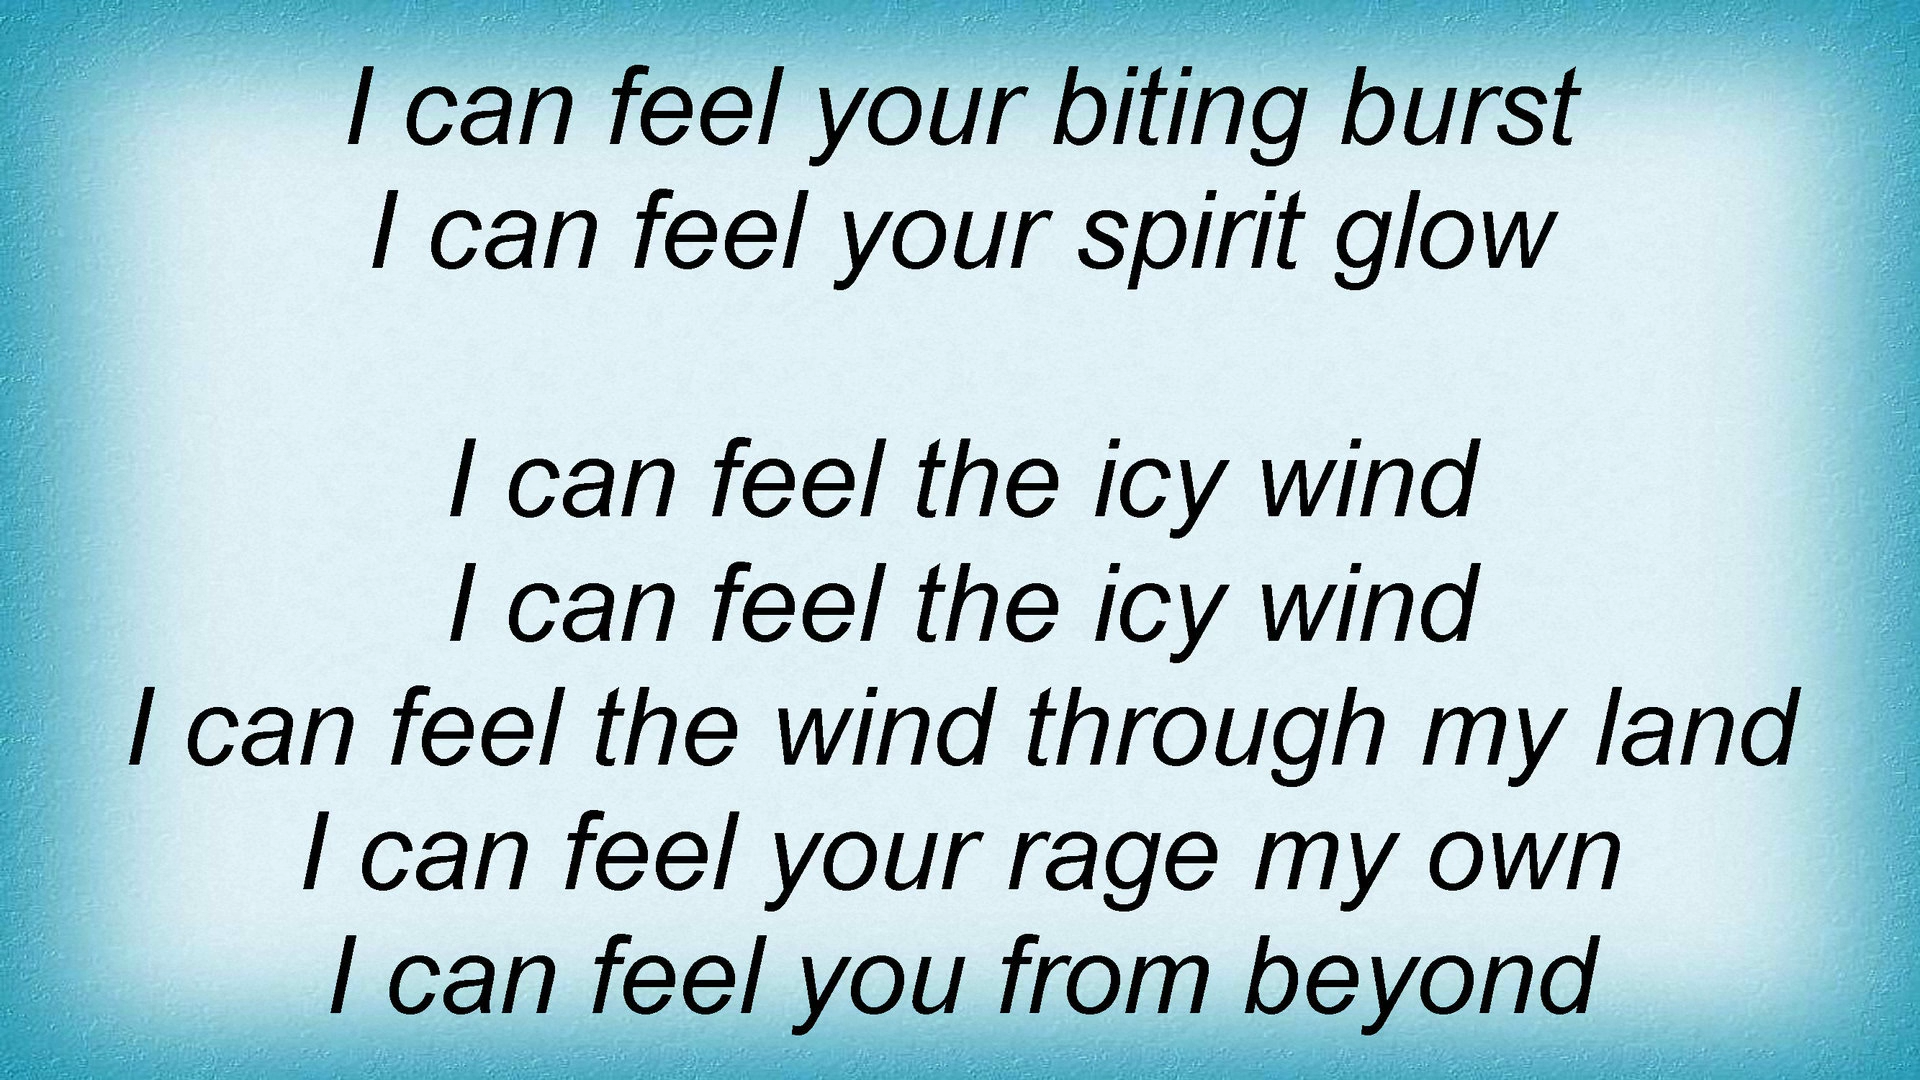 I can feel your biting burst
I can feel your spirit glow
I can feel the icy wind
I can feel the icy wind
I can feel the wind through my land
I can feel your rage my own
I can feel you from beyond